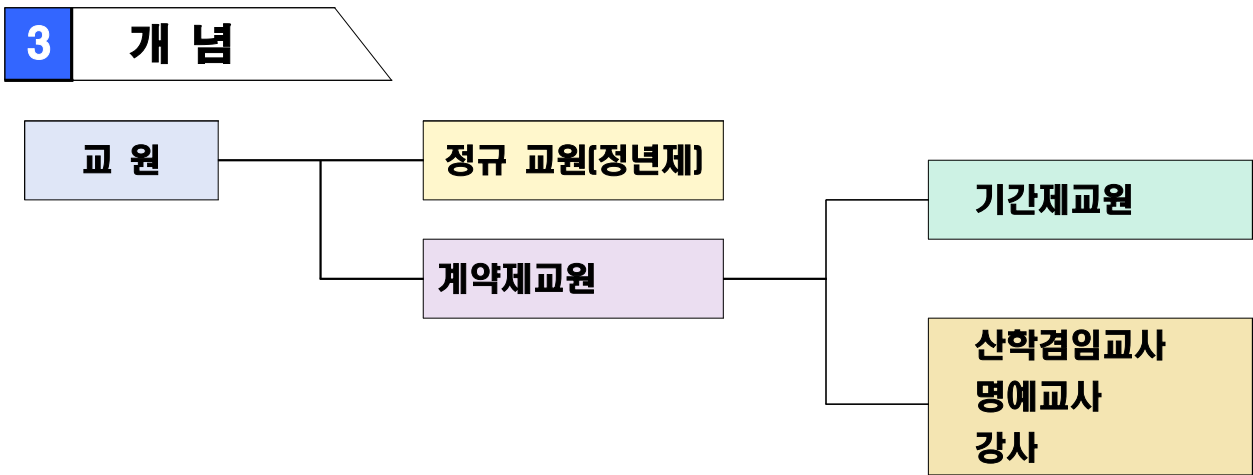 3 개 념
교 원
정규 교원(정년제)
계약제교원
기간제교원
산학겸임교사
명예교사
강사